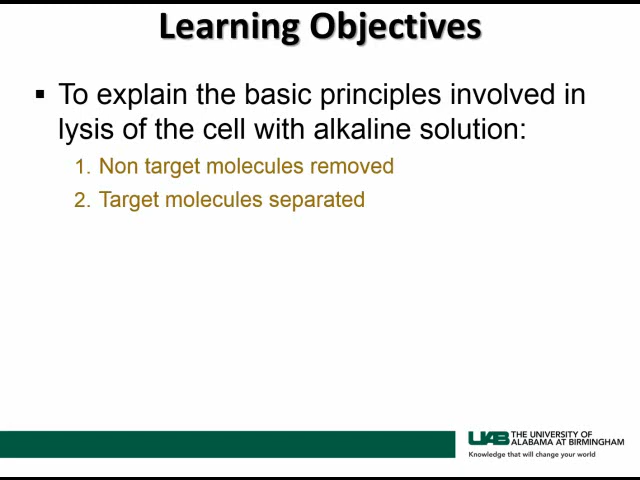 Learning Objectives
▪ To explain the basic principles involved in
lysis of the cell with alkaline solution:
1. Non target molecules removed
2. Target molecules separated
UAB THE UNIVERSITY OF
ALABAMA AT BIRMINGHAM
Knowledge that will change your world